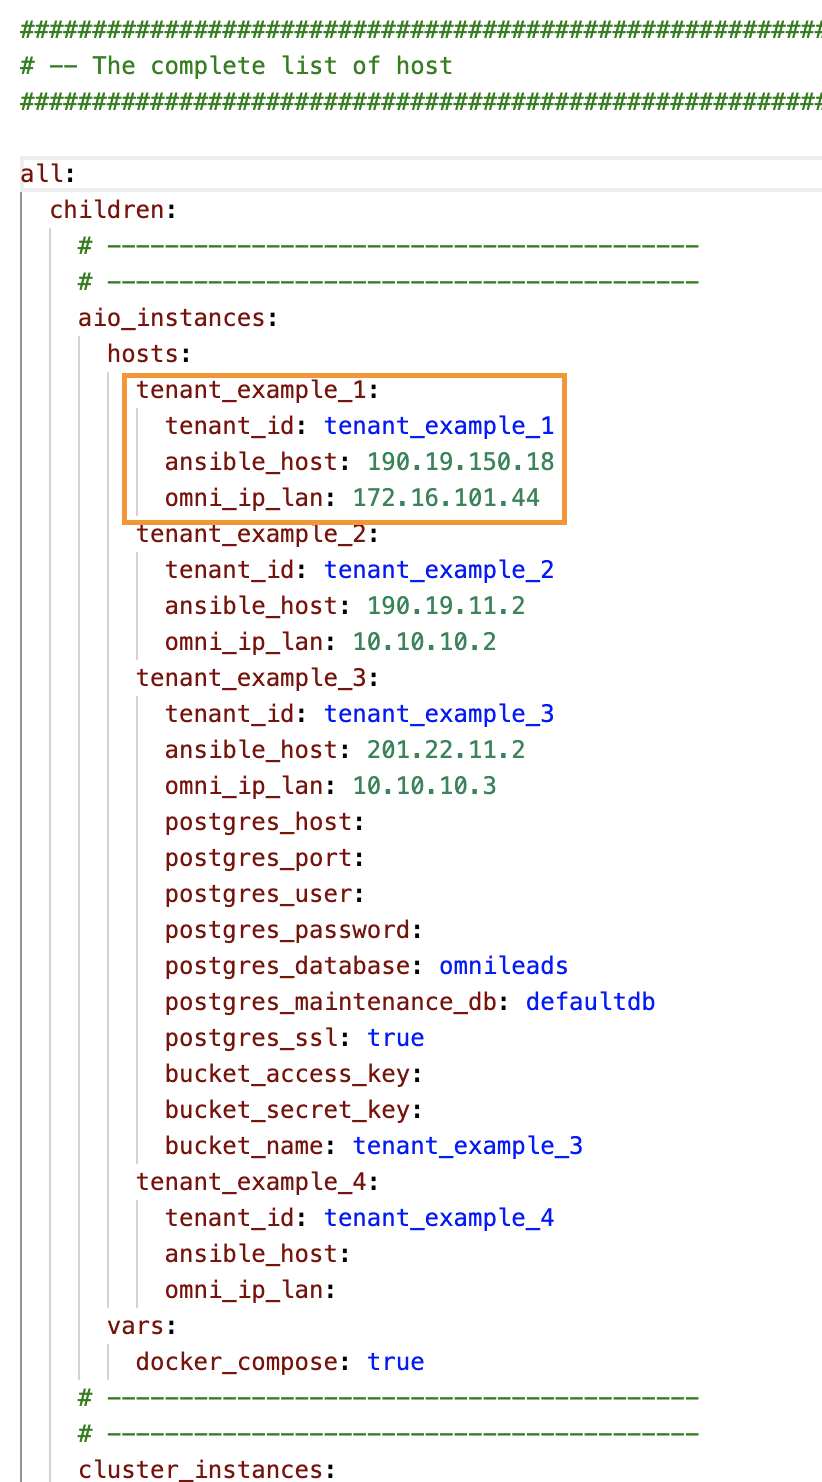 ########################################################
# -- The complete list of host
########################################################
all:
  children:
    # -----------------------------------------
    # -----------------------------------------
    aio_instances:
      hosts:
        tenant_example_1:
          tenant_id: tenant_example_1
          ansible_host: 190.19.150.18
          omni_ip_lan: 172.16.101.44
        tenant_example_2:
          tenant_id: tenant_example_2
          ansible_host: 190.19.11.2
          omni_ip_lan: 10.10.10.2
        tenant_example_3:
          tenant_id: tenant_example_3
          ansible_host: 201.22.11.2
          omni_ip_lan: 10.10.10.3
          postgres_host:
          postgres_port:
          postgres_user:
          postgres_password:
          postgres_database: omnileads
          postgres_maintenance_db: defaultdb
          postgres_ssl: true
          bucket_access_key:
          bucket_secret_key:
          bucket_name: tenant_example_3
        tenant_example_4:
          tenant_id: tenant_example_4
          ansible_host:
          omni_ip_lan:
      vars:
        docker_compose: true
    # -----------------------------------------
    # -----------------------------------------
    cluster_instances: